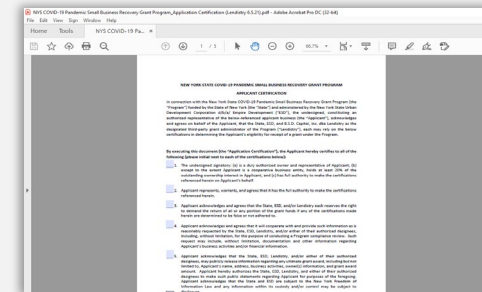 NYS COVID-19 Pandemic Small Business Recovery Grant Program_Application Certification (Lendistry 6.5.21).pdf - Adobe Acrobat Pro DC (32-bit)
File Edit View Sign Window Help
Home Tools NYS COVID-19 Pa... ×
1 / 3 66.7%
NEW YORK STATE COVID-19 PANDEMIC SMALL BUSINESS RECOVERY GRANT PROGRAM
APPLICANT CERTIFICATION
In connection with the New York State COVID-19 Pandemic Small Business Recovery Grant Program (the
"Program") funded by the State of New York (the "State") and administered by the New York State Urban
Development Corporation d/b/a/ Empire Development ("ESD"), the undersigned, constituting an
authorized representative of the below-referenced applicant business (the "Applicant"), acknowledges
and agrees on behalf of the Applicant, that the State, ESD, and B.S.D. Capital, Inc. dba Lendistry as the
designated third-party grant administrator of the Program ("Lendistry"), each may rely on the below
certifications in determining the Applicant's eligibility for receipt of a grant under the Program.
By executing this document (the "Application Certification"), the Applicant hereby certifies to all of the
following (please initial next to each of the certifications below):
1. The undersigned signatory: (a) is a duly authorized owner and representative of Applicant; (b)
except to the extent Applicant is a cooperative business entity, holds at least 20% of the
outstanding ownership interest in Applicant; and (c) has full authority to make the certifications
referenced herein on Applicant's behalf.
2. Applicant represents, warrants, and agrees that it has the full authority to make the certifications
referenced herein.
3. Applicant acknowledges and agrees that the State, ESD, and/or Lendistry each reserves the right
to demand the return of all or any portion of the grant funds if any of the certifications made
herein are determined to be false or not adhered to.
4. Applicant acknowledges and agrees that it will cooperate with and provide such information as is
reasonably requested by the State, ESD, Lendistry, and/or either of their authorized designees,
including, without limitation, for the purpose of conducting a Program compliance review. Such
request may include, without limitation, documentation and other information regarding
Applicant's business activities and/or financial information.
5. Applicant acknowledges that the State, ESD, Lendistry, and/or either of their authorized
designees, may publicly release information regarding any ultimate grant award, including but not
limited to, Applicant's name, address, business activities, owner(s) information, and grant award
amount. Applicant hereby authorizes the State, ESD, Lendistry, and either of their authorized
designees to make such public statements regarding Applicant for purposes of the foregoing.
Applicant acknowledges that the State and ESD are subject to the New York Freedom of
Information Law and any information within its custody and/or control may be subject to